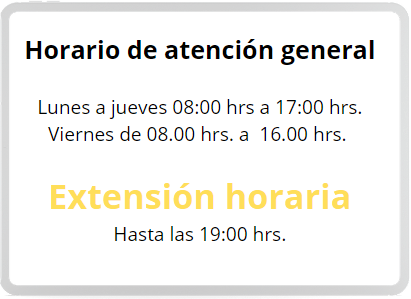 Horario de atención general
Lunes a jueves 08:00 hrs a 17:00 hrs.
Viernes de 08.00 hrs. a 16.00 hrs.
Extensión horaria
Hasta las 19:00 hrs.